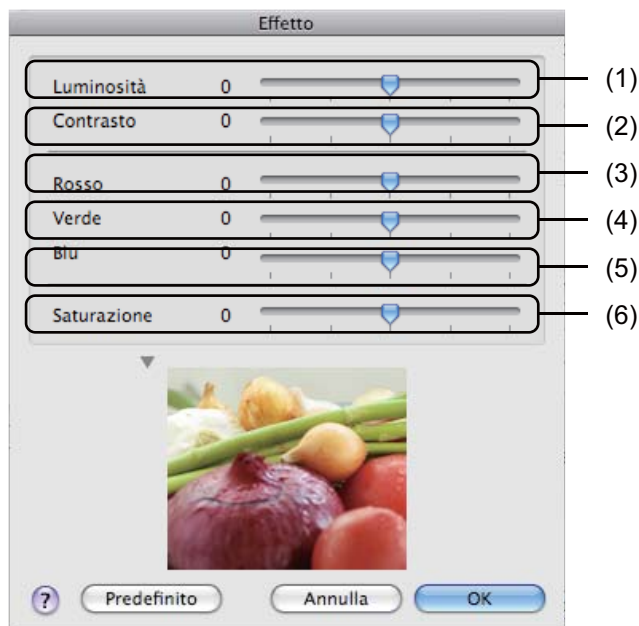 Effetto
Luminosità 0 (1)
Contrasto 0 (2)
Rosso 0 (3)
Verde 0 (4)
Blu 0 (5)
Saturazione 0 (6)
? Predefinito Annulla OK